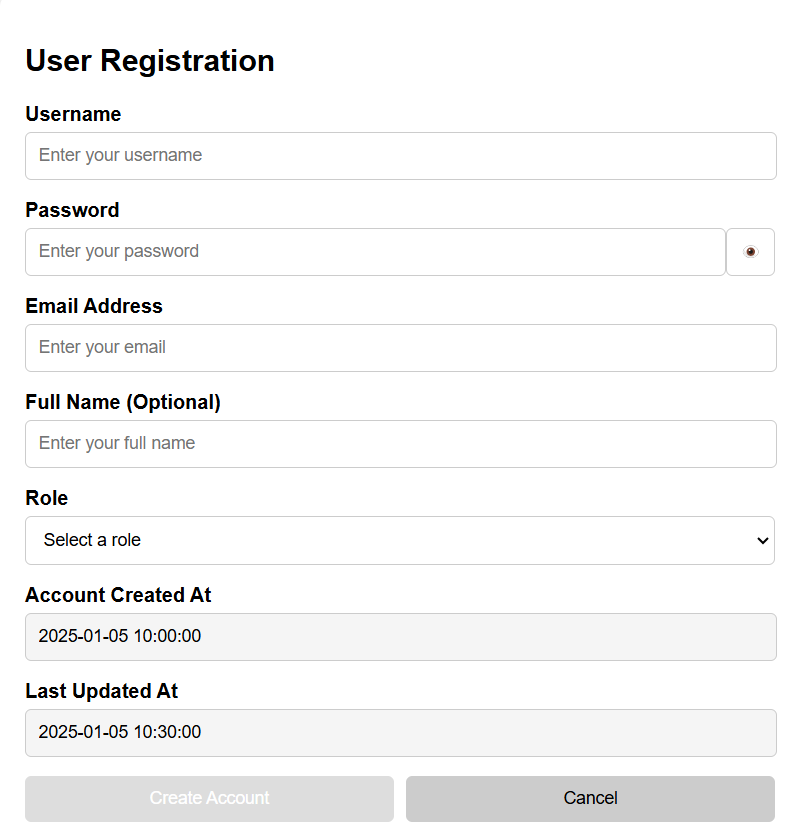 User Registration
Username
Enter your username
Password
Enter your password
Email Address
Enter your email
Full Name (Optional)
Enter your full name
Role
Select a role
Account Created At
2025-01-05 10:00:00
Last Updated At
2025-01-05 10:30:00
Create Account Cancel